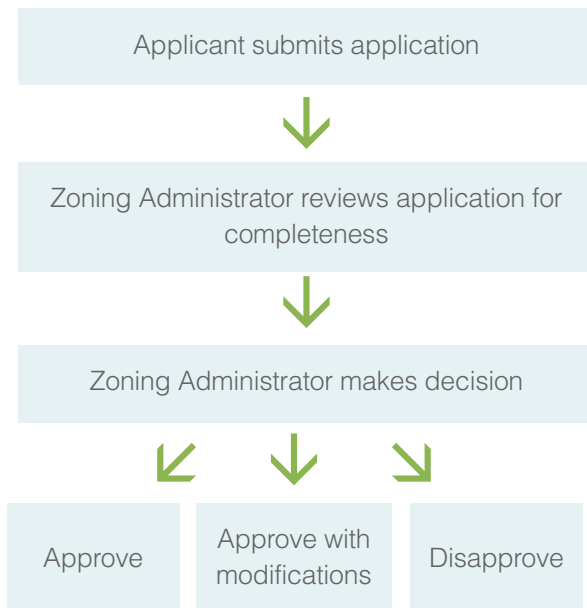 Applicant submits application
Zoning Administrator reviews application for
completeness
Zoning Administrator makes decision
Approve
Approve with
modifications
Disapprove